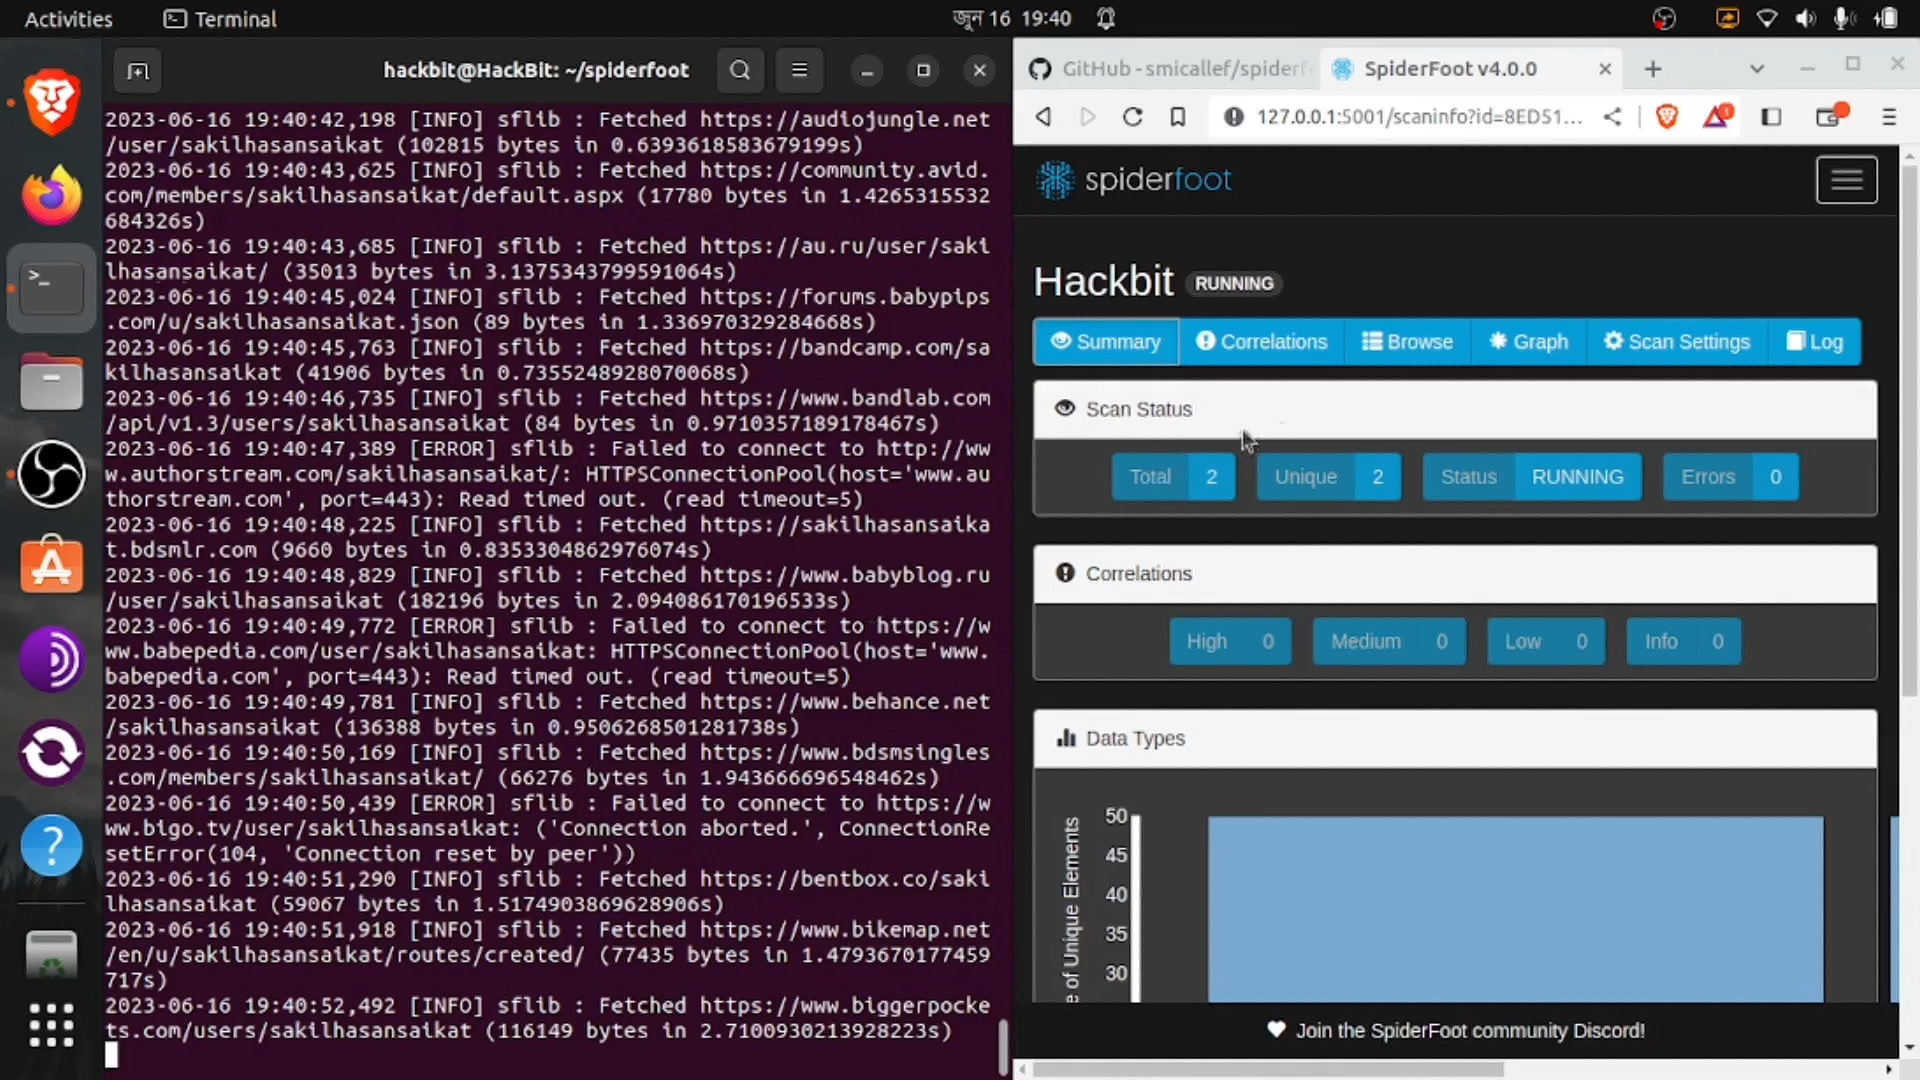 Activities
Terminal
जून 16 19:40
hackbit@HackBit: ~/spiderfoot
2023-06-16 19:40:42,198 [INFO] sflib : Fetched https://audiojungle.net
/user/sakilhasansaikat (102815 bytes in 0.6393618583679199s)
2023-06-16 19:40:43,625 [INFO] sflib : Fetched https://community.avid.
com/members/sakilhasansaikat/default.aspx (17780 bytes in 1.4265315532
684326s)
2023-06-16 19:40:43,685 [INFO] sflib : Fetched https://au.ru/user/saki
lhasansaikat/ (35013 bytes in 3.1375343799591064s)
2023-06-16 19:40:45,024 [INFO] sflib : Fetched https://forums.babypips
.com/u/sakilhasansaikat.json (89 bytes in 1.336970329284668s)
2023-06-16 19:40:45,763 [INFO] sflib : Fetched https://bandcamp.com/sa
kilhasansaikat (41906 bytes in 0.7355248928070068s)
2023-06-16 19:40:46,735 [INFO] sflib : Fetched https://www.bandlab.com
/api/v1.3/users/sakilhasansaikat (84 bytes in 0.9710357189178467s)
2023-06-16 19:40:47,389 [ERROR] sflib : Failed to connect to http://ww
w.authorstream.com/sakilhasansaikat/: HTTPSConnectionPool(host='www.au
thorstream.com', port=443): Read timed out. (read timeout=5)
2023-06-16 19:40:48,225 [INFO] sflib : Fetched https://sakilhasansaika
t.bdsmlr.com (9660 bytes in 0.8353304862976074s)
2023-06-16 19:40:48,829 [INFO] sflib : Fetched https://www.babyblog.ru
/user/sakilhasansaikat (182196 bytes in 2.094086170196533s)
2023-06-16 19:40:49,772 [ERROR] sflib : Failed to connect to https://w
ww.babepedia.com/user/sakilhasansaikat: HTTPSConnectionPool(host='www.
babepedia.com', port=443): Read timed out. (read timeout=5)
2023-06-16 19:40:49,781 [INFO] sflib : Fetched https://www.behance.net
/sakilhasansaikat (136388 bytes in 0.9506268501281738s)
2023-06-16 19:40:50,169 [INFO] sflib : Fetched https://www.bdsmsingles
.com/members/sakilhasansaikat/ (66276 bytes in 1.943666696548462s)
2023-06-16 19:40:50,439 [ERROR] sflib : Failed to connect to https://w
ww.bigo.tv/user/sakilhasansaikat: ('Connection aborted.', ConnectionRe
setError(104, 'Connection reset by peer'))
2023-06-16 19:40:51,290 [INFO] sflib : Fetched https://bentbox.co/saki
lhasansaikat (59067 bytes in 1.5174903869628906s)
2023-06-16 19:40:51,918 [INFO] sflib : Fetched https://www.bikemap.net
/en/u/sakilhasansaikat/routes/created/ (77435 bytes in 1.4793670177459
717s)
2023-06-16 19:40:52,492 [INFO] sflib : Fetched https://www.biggerpocke
ts.com/users/sakilhasansaikat (116149 bytes in 2.7100930213928223s)
GitHub - smicallef/spiderf
SpiderFoot v4.0.0
127.0.0.1:5001/scaninfo?id=8ED51...
spiderfoot
Hackbit RUNNING
Summary Correlations Browse Graph Scan Settings Log
Scan Status
Total 2 Unique 2 Status RUNNING Errors 0
Correlations
High 0 Medium 0 Low 0 Info 0
Data Types
50
45
40
35
30
e of Unique Elements
Join the SpiderFoot community Discord!